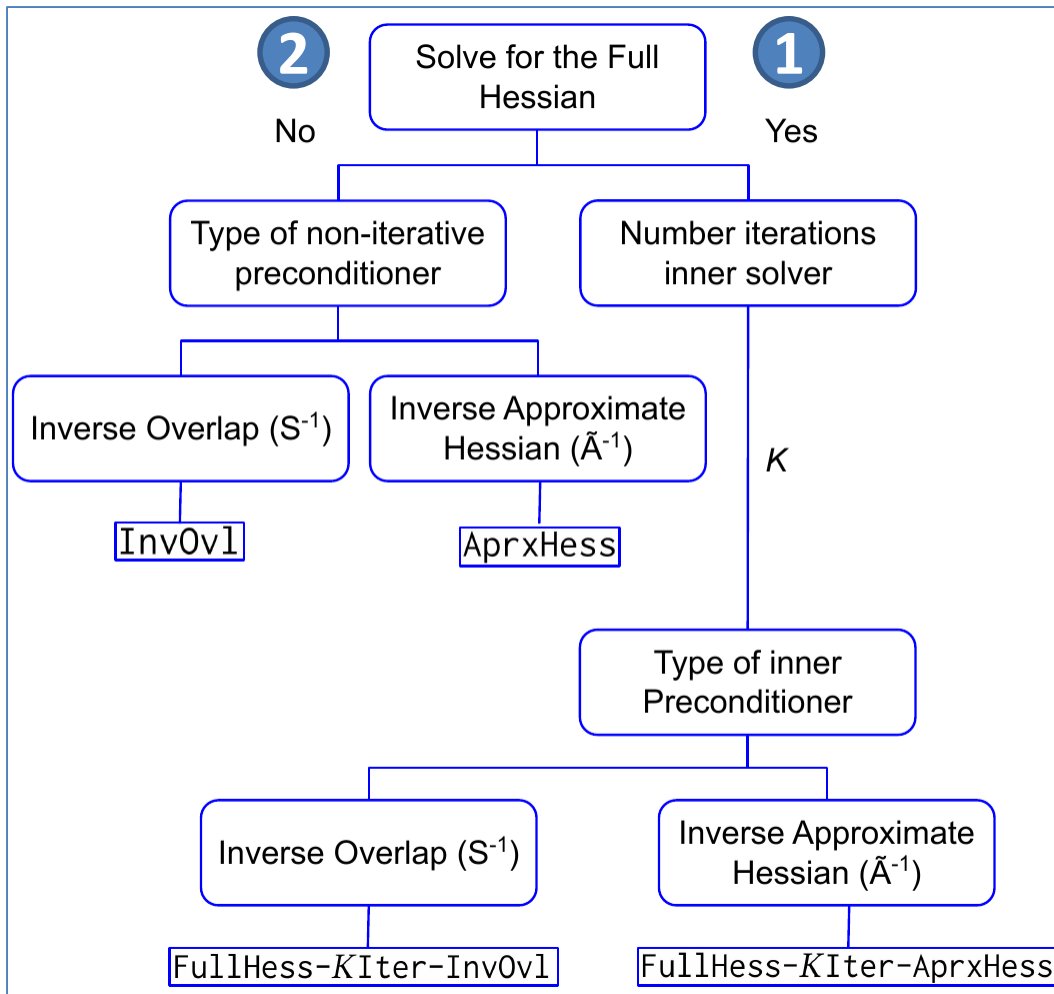 2
Solve for the Full
Hessian
1
No
Yes
Type of non-iterative
preconditioner
Number iterations
inner solver
Inverse Overlap (S⁻¹)
Inverse Approximate
Hessian (Ã⁻¹)
K
InvOvl
AprxHess
Type of inner
Preconditioner
Inverse Overlap (S⁻¹)
Inverse Approximate
Hessian (Ã⁻¹)
FullHess-KIter-InvOvl
FullHess-KIter-AprxHess